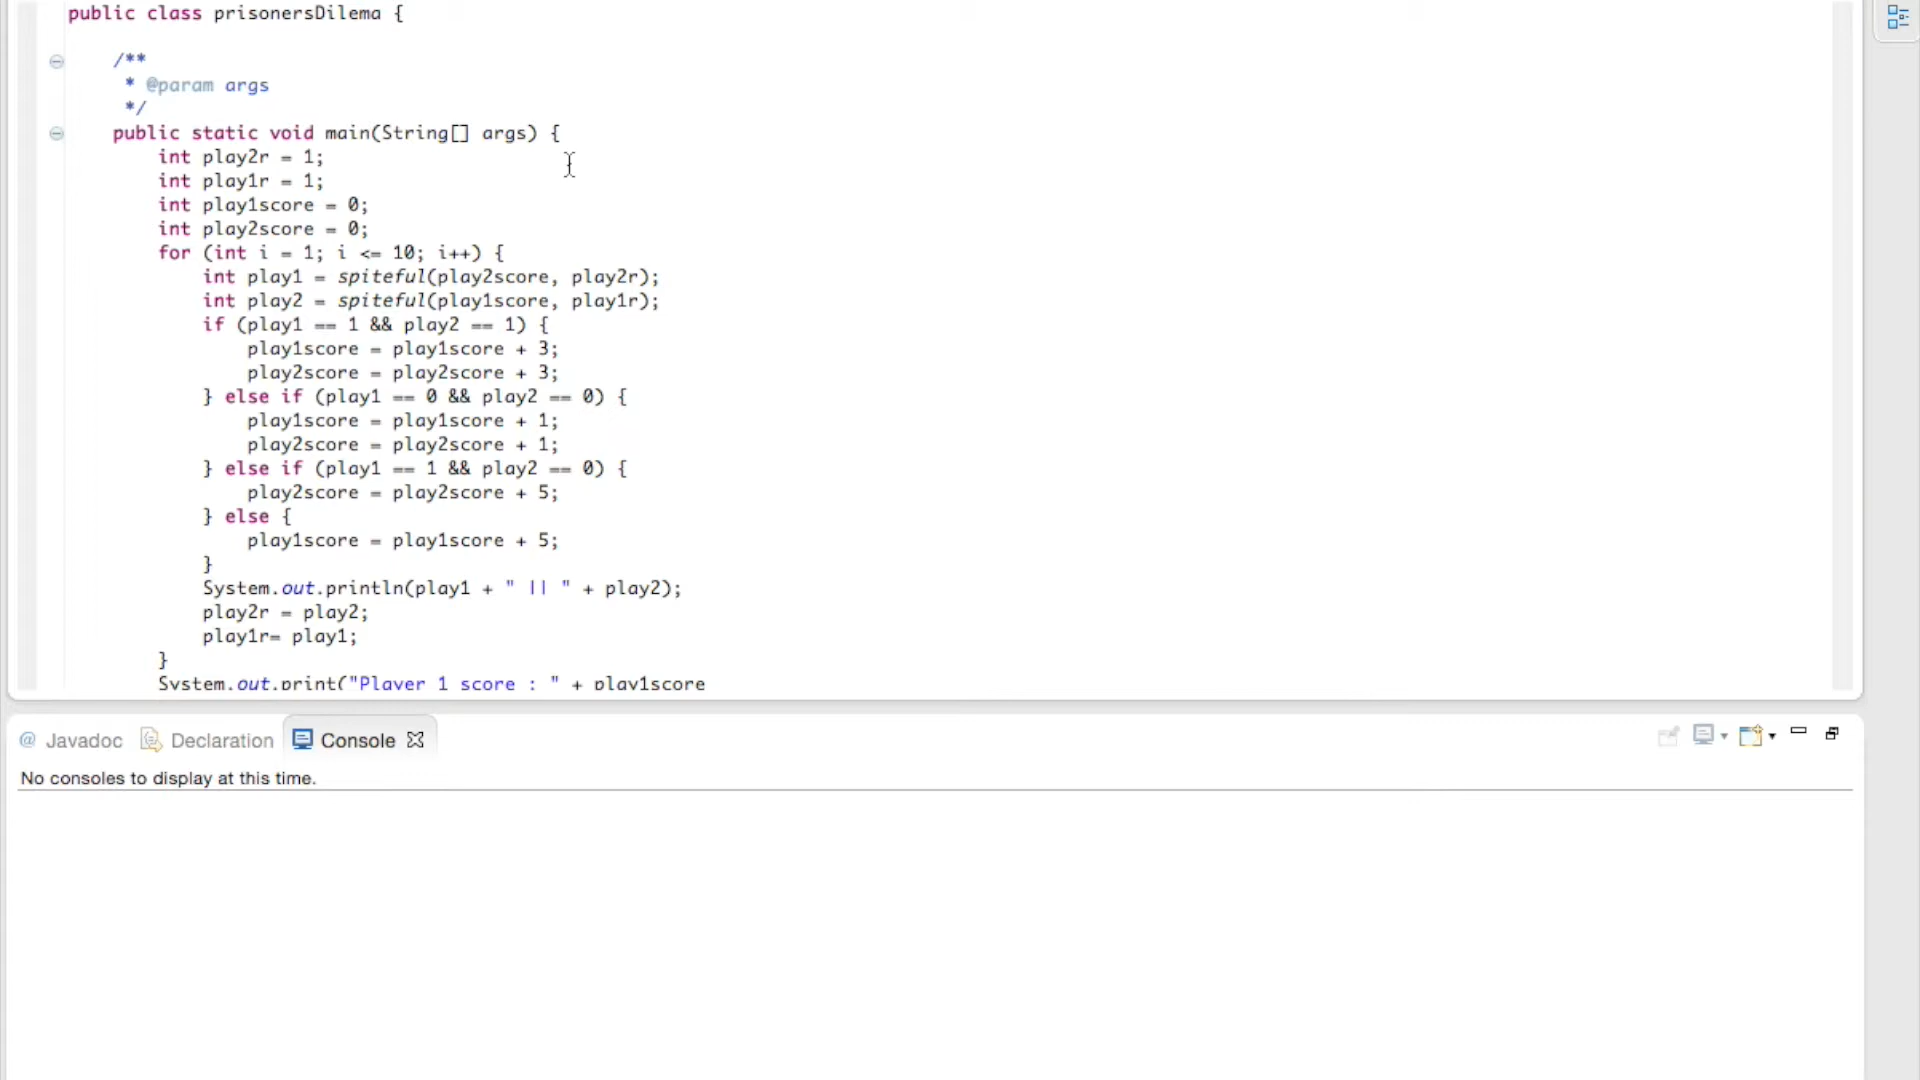 public class prisonersDilema {
/**
* @param args
*/
public static void main(String[] args) {
int play2r = 1;
int play1r = 1;
int play1score = 0;
int play2score = 0;
for (int i = 1; i <= 10; i++) {
int play1 = spiteful(play2score, play2r);
int play2 = spiteful(play1score, play1r);
if (play1 == 1 && play2 == 1) {
play1score = play1score + 3;
play2score = play2score + 3;
} else if (play1 == 0 && play2 == 0) {
play1score = play1score + 1;
play2score = play2score + 1;
} else if (play1 == 1 && play2 == 0) {
play2score = play2score + 5;
} else {
play1score = play1score + 5;
}
System.out.println(play1 + " || " + play2);
play2r = play2;
play1r= play1;
}
System.out.print("Player 1 score : " + play1score
@ Javadoc Declaration Console
No consoles to display at this time.